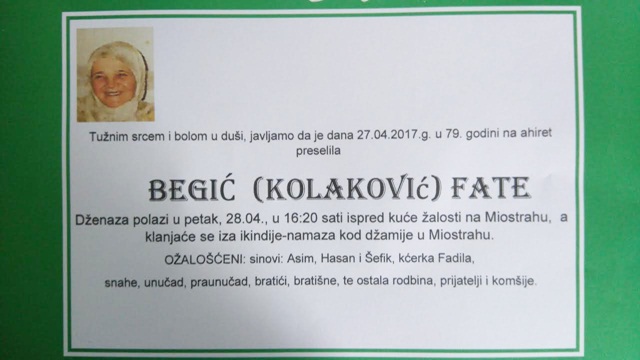 Tužnim srcem i bolom u duši, javljamo da je dana 27.04.2017.g. u 79. godini na ahiret
preselila
BEGIĆ (KOLAKOVIć) FATE
Dženaza polazi u petak, 28.04., u 16:20 sati ispred kuće žalosti na Miostrahu, a
klanjaće se iza ikindije-namaza kod džamije u Miostrahu.
OŽALOŠĆENI: sinovi: Asim, Hasan i Šefik, kćerka Fadila,
snahe, unučad, praunučad, bratići, bratišne, te ostala rodbina, prijatelji i komšije.